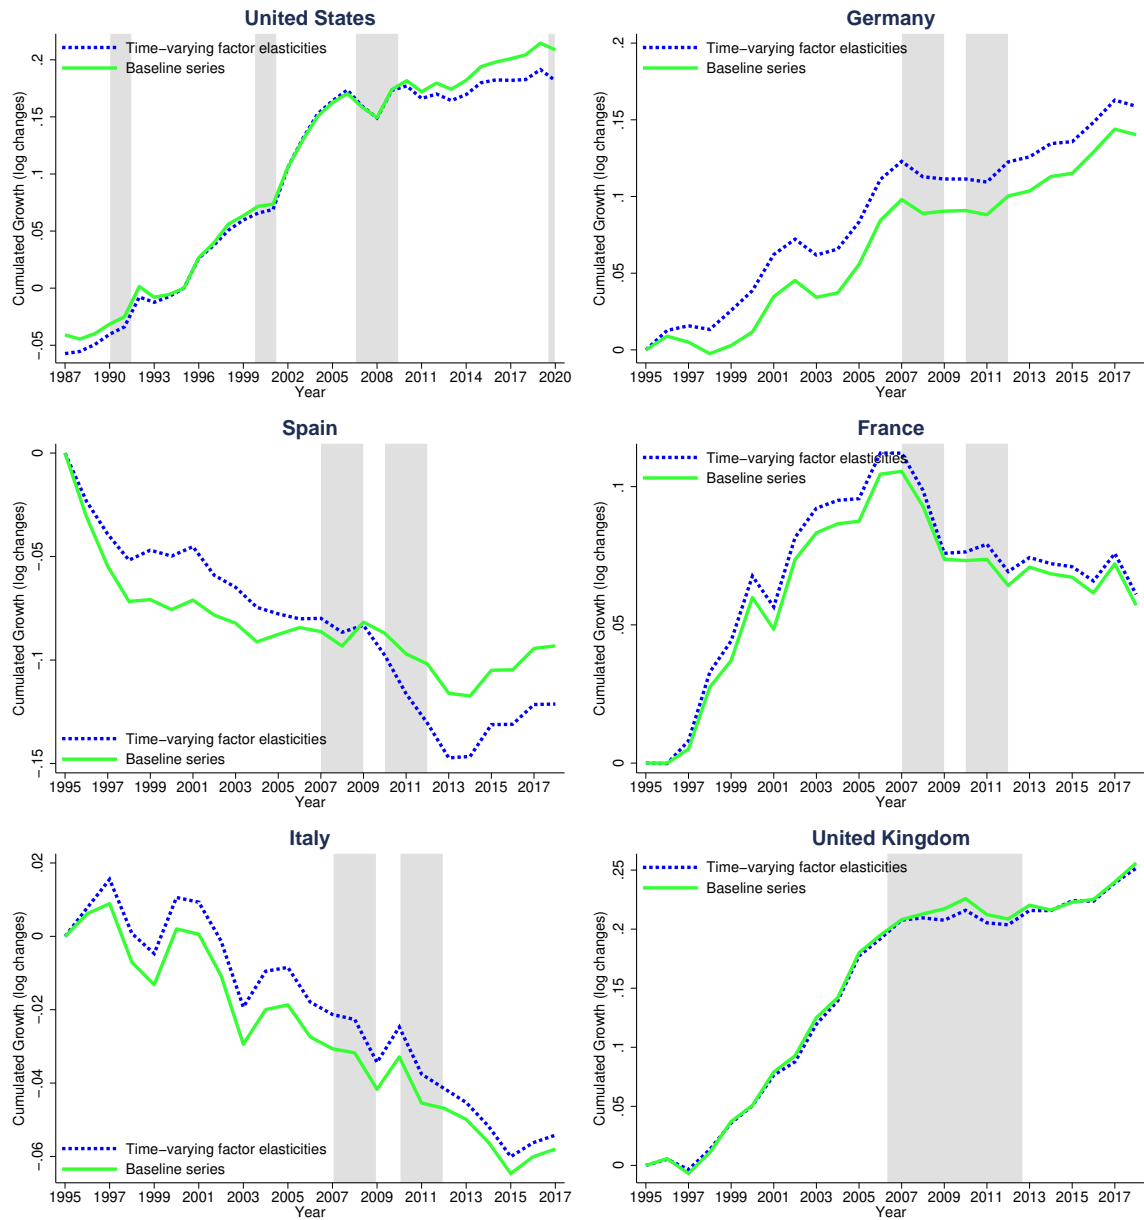 United States
Time-varying factor elasticities
Baseline series
Cumulated Growth (log changes)
.2
.15
.1
.05
0
-.05
1987 1990 1993 1996 1999 2002 2005 2008 2011 2014 2017 2020
Year
Germany
Time-varying factor elasticities
Baseline series
Cumulated Growth (log changes)
.2
.15
.1
.05
0
1995 1997 1999 2001 2003 2005 2007 2009 2011 2013 2015 2017
Year
Spain
Cumulated Growth (log changes)
0
-.05
-.1
-.15
Time-varying factor elasticities
Baseline series
1995 1997 1999 2001 2003 2005 2007 2009 2011 2013 2015 2017
Year
France
Time-varying factor elasticities
Baseline series
Cumulated Growth (log changes)
.1
.05
0
1995 1997 1999 2001 2003 2005 2007 2009 2011 2013 2015 2017
Year
Italy
Cumulated Growth (log changes)
.02
0
-.02
-.04
-.06
Time-varying factor elasticities
Baseline series
1995 1997 1999 2001 2003 2005 2007 2009 2011 2013 2015 2017
Year
United Kingdom
Time-varying factor elasticities
Baseline series
Cumulated Growth (log changes)
.25
.2
.15
.1
.05
0
1995 1997 1999 2001 2003 2005 2007 2009 2011 2013 2015 2017
Year